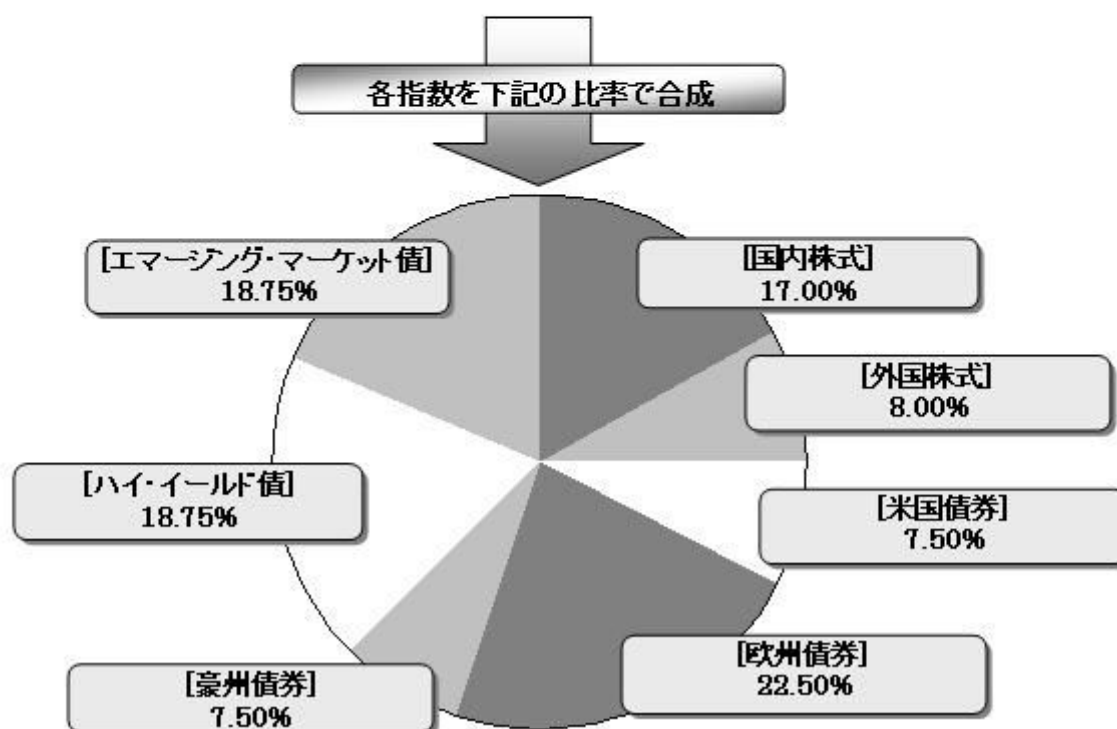 各指数を下記の比率で合成
[エマージング・マーケット債]
18.75%
[国内株式]
17.00%
[外国株式]
8.00%
[ハイ・イールド債]
18.75%
[米国債券]
7.50%
[欧州債券]
22.50%
[豪州債券]
7.50%